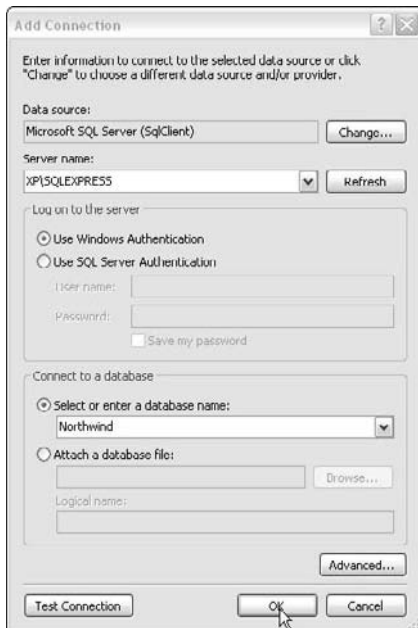 Add Connection
Enter information to connect to the selected data source or click
"Change" to choose a different data source and/or provider.
Data source:
Microsoft SQL Server (SqlClient)
Change...
Server name:
XP\SQLEXPRESS
Refresh
Log on to the server
Use Windows Authentication
Use SQL Server Authentication
User name:
Password:
Save my password
Connect to a database
Select or enter a database name:
Northwind
Attach a database file:
Browse...
Logical name:
Advanced...
Test Connection
OK
Cancel